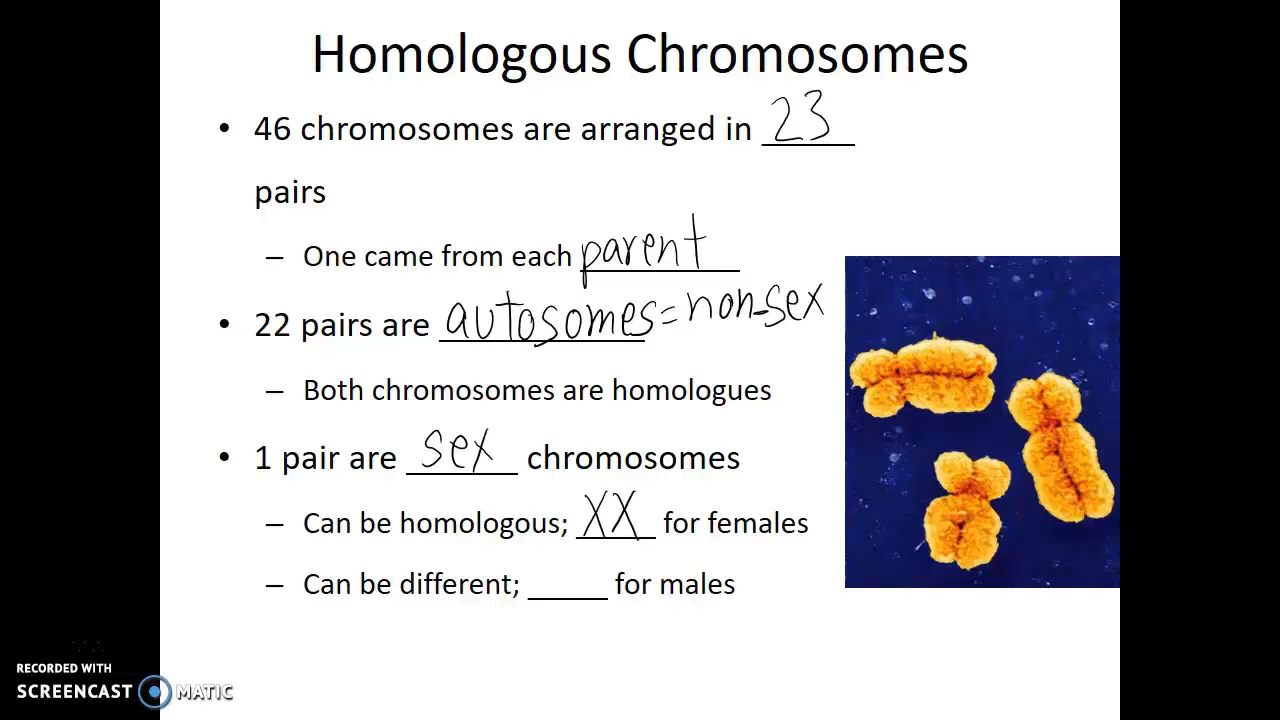 Homologous Chromosomes
• 46 chromosomes are arranged in 23
pairs
– One came from each parent
• 22 pairs are autosomes = non-sex
– Both chromosomes are homologues
• 1 pair are sex chromosomes
– Can be homologous; XX for females
– Can be different; _____ for males
RECORDED WITH
SCREENCAST MATIC